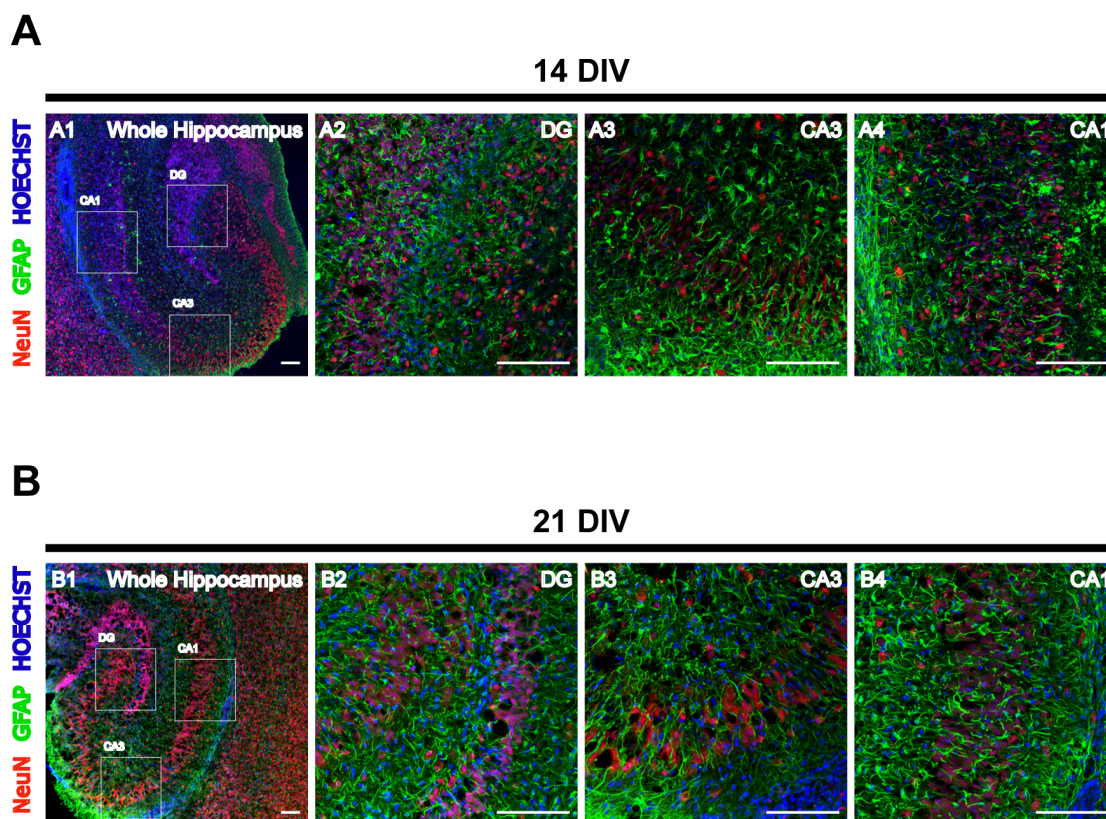 A
14 DIV
NeuN GFAP HOECHST
A1 Whole Hippocampus
CA1
DG
CA3
A2 DG
A3 CA3
A4 CA1
B
21 DIV
NeuN GFAP HOECHST
B1 Whole Hippocampus
DG
CA1
CA3
B2 DG
B3 CA3
B4 CA1